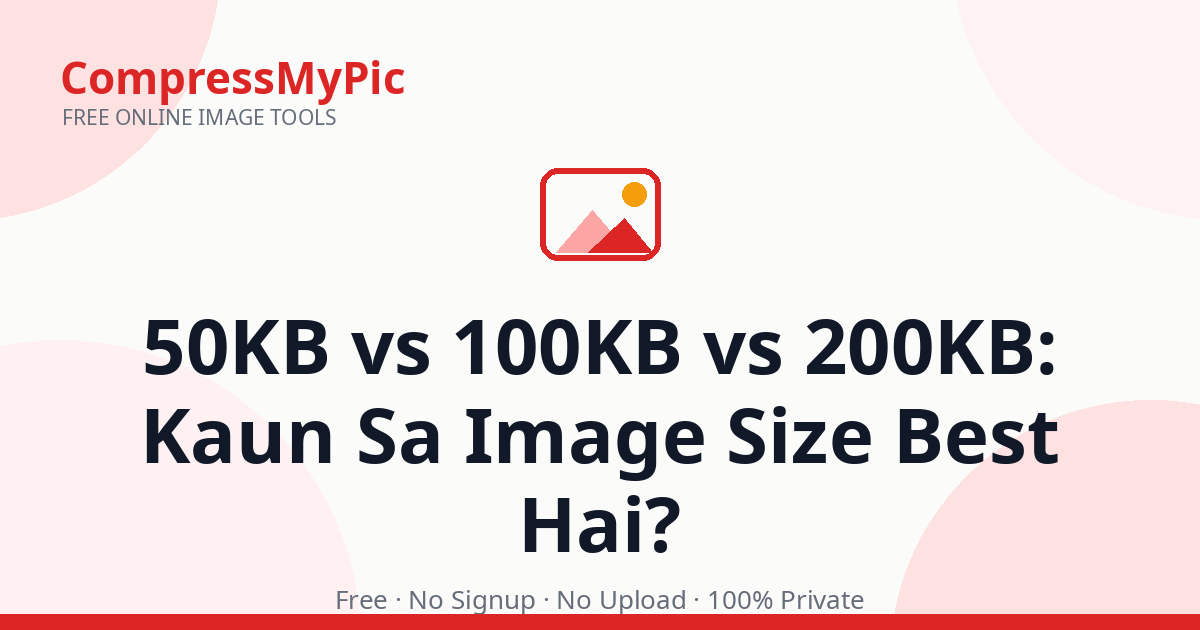 CompressMyPic
FREE ONLINE IMAGE TOOLS
50KB vs 100KB vs 200KB:
Kaun Sa Image Size Best
Hai?
Free · No Signup · No Upload · 100% Private